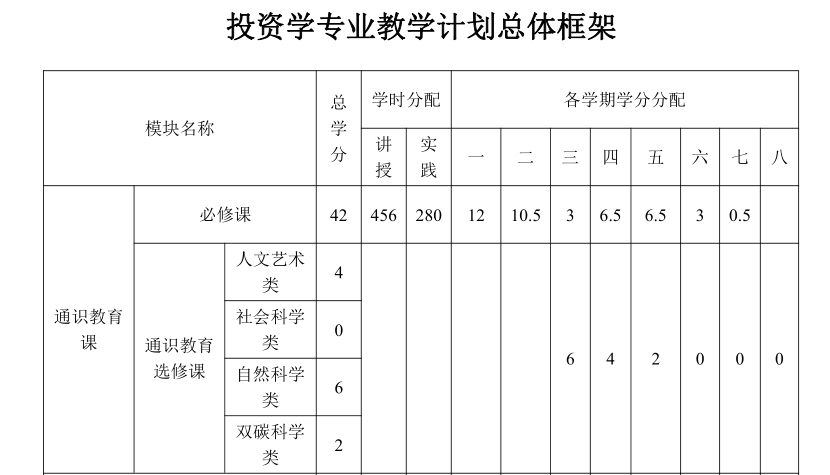 投资学专业教学计划总体框架
模块名称 总学分 学时分配 各学期学分分配
讲授 实践 一 二 三 四 五 六 七 八
通识教育课 必修课 42 456 280 12 10.5 3 6.5 6.5 3 0.5
通识教育选修课 人文艺术类 4 6 4 2 0 0 0
社会科学类 0
自然科学类 6
双碳科学类 2